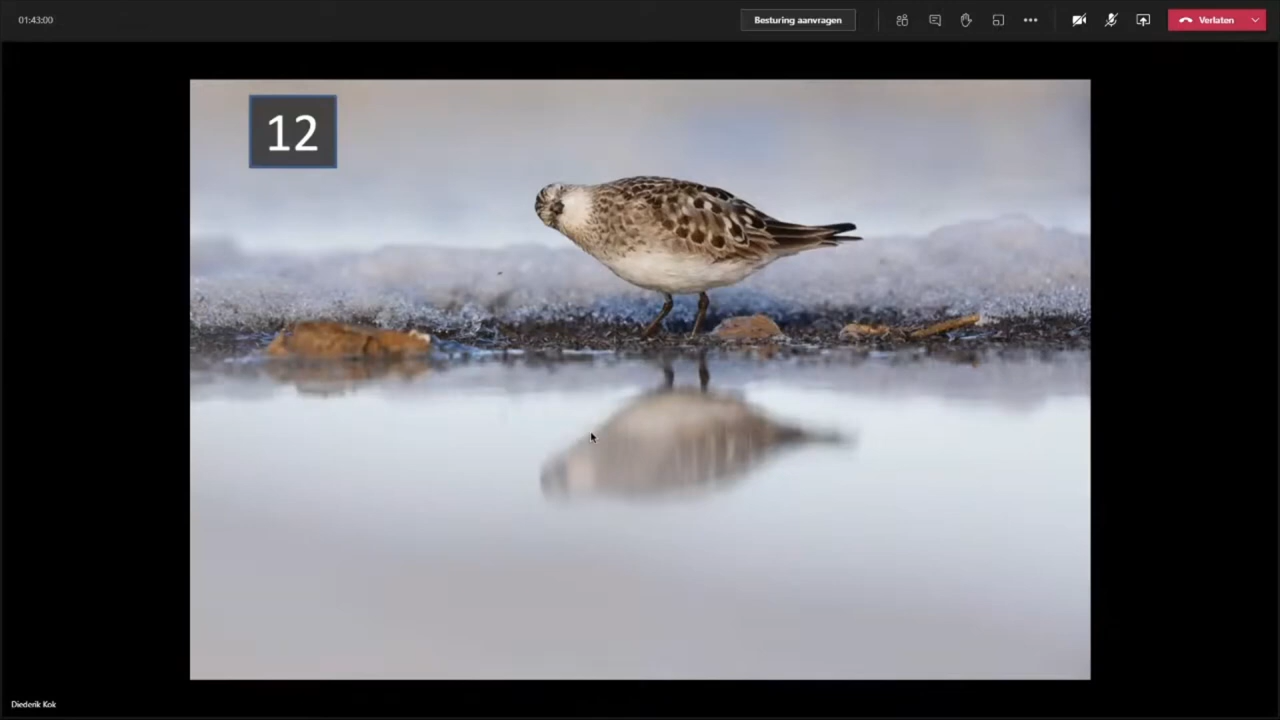 01:43:00
Besturing aanvragen
Verlaten
12
Diederik Kok